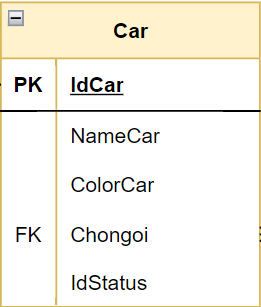 Car
PK IdCar
NameCar
ColorCar
FK Chongoi
IdStatus